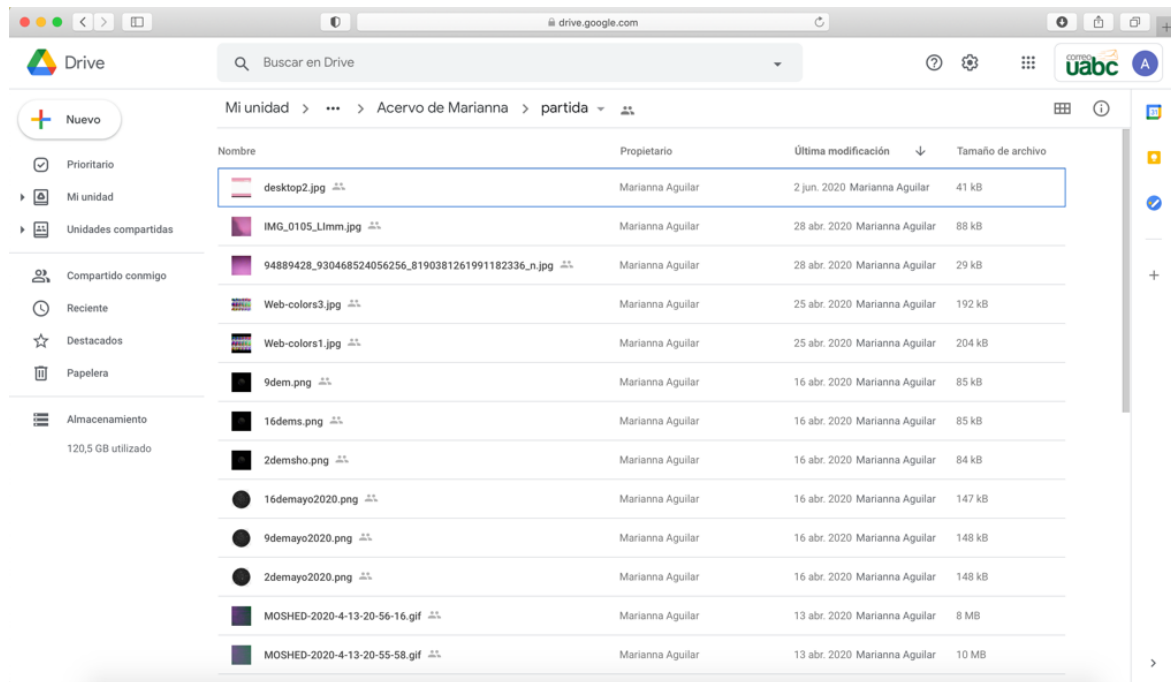 drive.google.com
Drive
Buscar en Drive
correo
uabc
A
Nuevo
Mi unidad > ••• > Acervo de Marianna > partida
31
Prioritario
Mi unidad
Unidades compartidas
Compartido conmigo
Reciente
Destacados
Papelera
Almacenamiento
120,5 GB utilizado
Nombre Propietario Última modificación Tamaño de archivo
desktop2.jpg Marianna Aguilar 2 jun. 2020 Marianna Aguilar 41 kB
IMG_0105_LImm.jpg Marianna Aguilar 28 abr. 2020 Marianna Aguilar 88 kB
94889428_930468524056256_8190381261991182336_n.jpg Marianna Aguilar 28 abr. 2020 Marianna Aguilar 29 kB
Web-colors3.jpg Marianna Aguilar 25 abr. 2020 Marianna Aguilar 192 kB
Web-colors1.jpg Marianna Aguilar 25 abr. 2020 Marianna Aguilar 204 kB
9dem.png Marianna Aguilar 16 abr. 2020 Marianna Aguilar 85 kB
16dems.png Marianna Aguilar 16 abr. 2020 Marianna Aguilar 85 kB
2demsho.png Marianna Aguilar 16 abr. 2020 Marianna Aguilar 84 kB
16demayo2020.png Marianna Aguilar 16 abr. 2020 Marianna Aguilar 147 kB
9demayo2020.png Marianna Aguilar 16 abr. 2020 Marianna Aguilar 148 kB
2demayo2020.png Marianna Aguilar 16 abr. 2020 Marianna Aguilar 148 kB
MOSHED-2020-4-13-20-56-16.gif Marianna Aguilar 13 abr. 2020 Marianna Aguilar 8 MB
MOSHED-2020-4-13-20-55-58.gif Marianna Aguilar 13 abr. 2020 Marianna Aguilar 10 MB